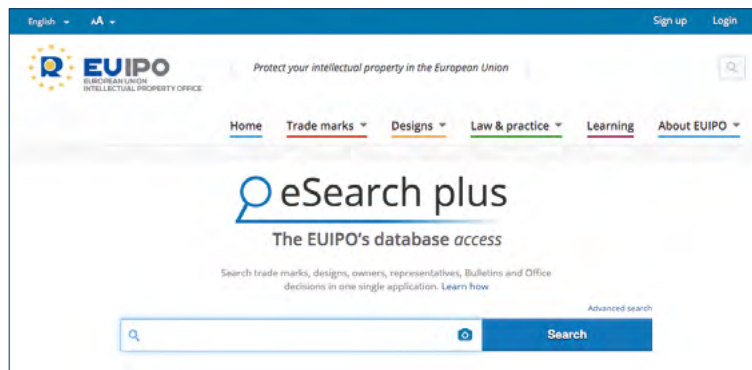 English AA Sign up Login
EUIPO
EUROPEAN UNION
INTELLECTUAL PROPERTY OFFICE
Protect your intellectual property in the European Union
Home Trade marks Designs Law & practice Learning About EUIPO
eSearch plus
The EUIPO's database access
Search trade marks, designs, owners, representatives, Bulletins and Office
decisions in one single application. Learn how
Advanced search
Search